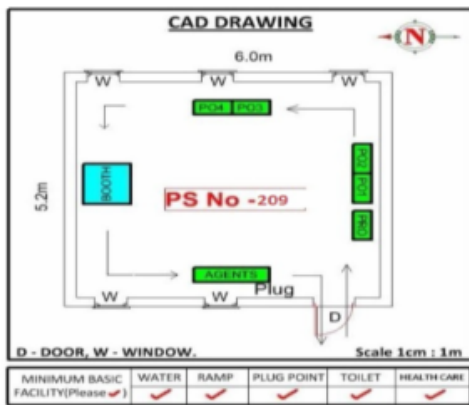 CAD DRAWING
N
6.0m
W W W
PO4 PO3
5.2m
BOOTH
PO2
PO1
PRO
PS No -209
AGENTS
Plug
W W
D
D - DOOR, W - WINDOW. Scale 1cm : 1m
MINIMUM BASIC FACILITY(Please ✓) WATER RAMP PLUG POINT TOILET HEALTH CARE
✓ ✓ ✓ ✓ ✓